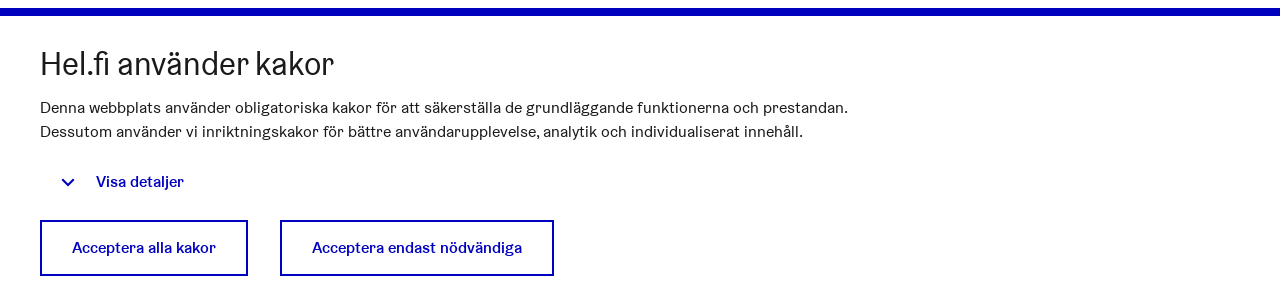 Hel.fi använder kakor
Denna webbplats använder obligatoriska kakor för att säkerställa de grundläggande funktionerna och prestandan.
Dessutom använder vi inriktningskakor för bättre användarupplevelse, analytik och individualiserat innehåll.
Visa detaljer
Acceptera alla kakor
Acceptera endast nödvändiga